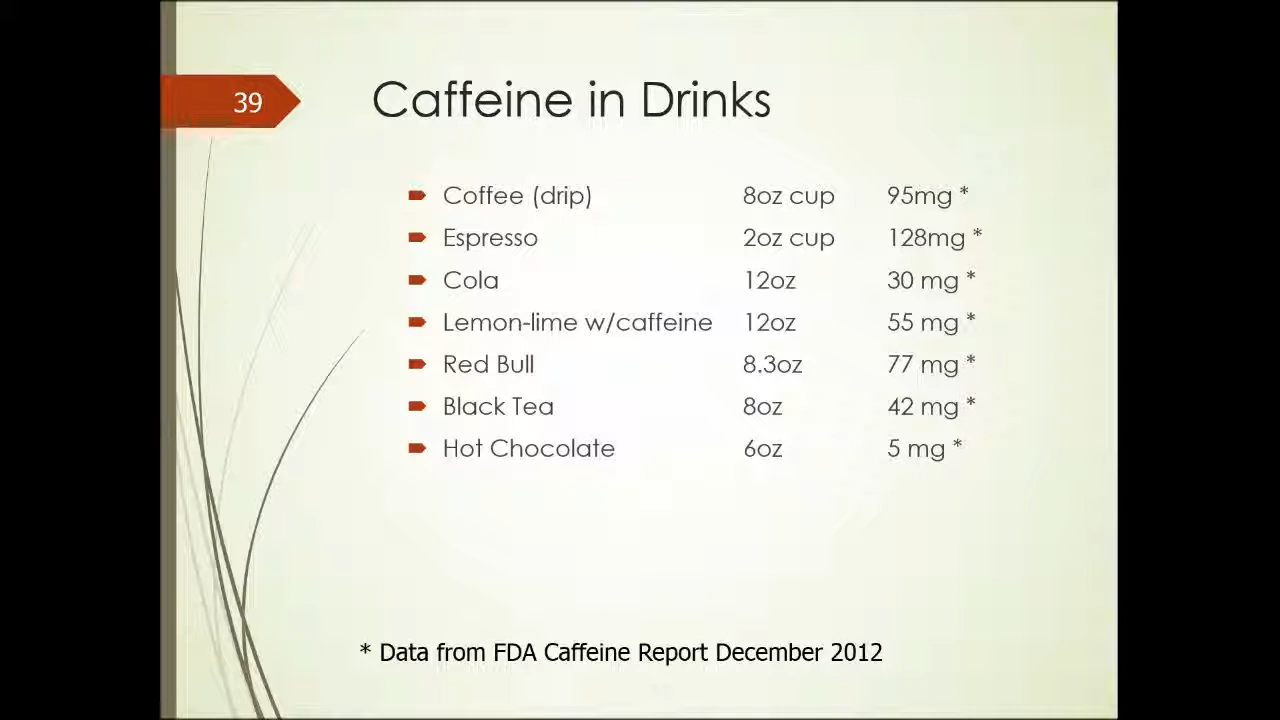 39
Caffeine in Drinks
Coffee (drip) 8oz cup 95mg *
Espresso 2oz cup 128mg *
Cola 12oz 30 mg *
Lemon-lime w/caffeine 12oz 55 mg *
Red Bull 8.3oz 77 mg *
Black Tea 8oz 42 mg *
Hot Chocolate 6oz 5 mg *
* Data from FDA Caffeine Report December 2012